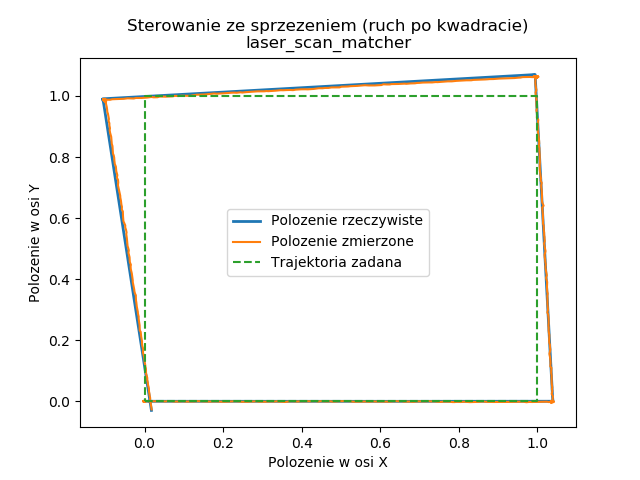 Sterowanie ze sprzezeniem (ruch po kwadracie)
laser_scan_matcher
Polozenie w osi Y
1.0
0.8
0.6
0.4
0.2
0.0
Polozenie rzeczywiste
Polozenie zmierzone
Trajektoria zadana
0.0 0.2 0.4 0.6 0.8 1.0
Polozenie w osi X